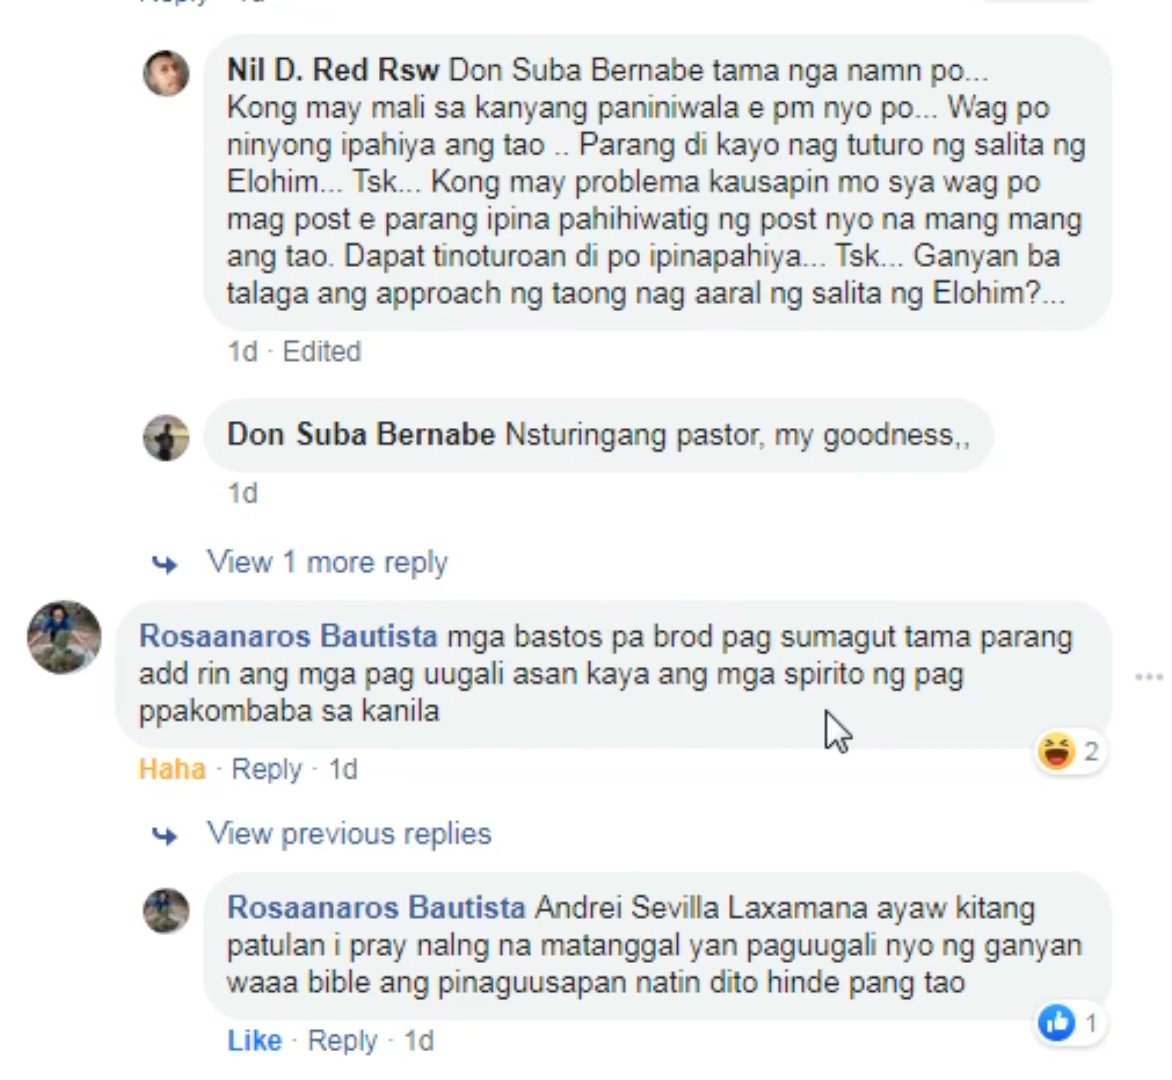 Reply 1d
Nil D. Red Rsw Don Suba Bernabe tama nga namn po...
Kong may mali sa kanyang paniniwala e pm nyo po... Wag po
ninyong ipahiya ang tao .. Parang di kayo nag tuturo ng salita ng
Elohim... Tsk... Kong may problema kausapin mo sya wag po
mag post e parang ipina pahihiwatig ng post nyo na mang mang
ang tao. Dapat tinoturoan di po ipinapahiya... Tsk... Ganyan ba
talaga ang approach ng taong nag aaral ng salita ng Elohim?...
1d · Edited
Don Suba Bernabe Nsturingang pastor, my goodness,,
1d
View 1 more reply
Rosaanaros Bautista mga bastos pa brod pag sumagut tama parang
add rin ang mga pag uugali asan kaya ang mga spirito ng pag
ppakombaba sa kanila
2
Haha · Reply · 1d
View previous replies
Rosaanaros Bautista Andrei Sevilla Laxamana ayaw kitang
patulan i pray nalng na matanggal yan paguugali nyo ng ganyan
waaa bible ang pinaguusapan natin dito hinde pang tao
1
Like · Reply · 1d